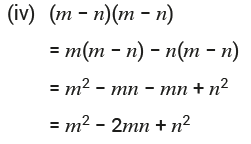 (iv) (m − n)(m − n)
= m(m − n) − n(m − n)
= m² − mn − mn + n²
= m² − 2mn + n²